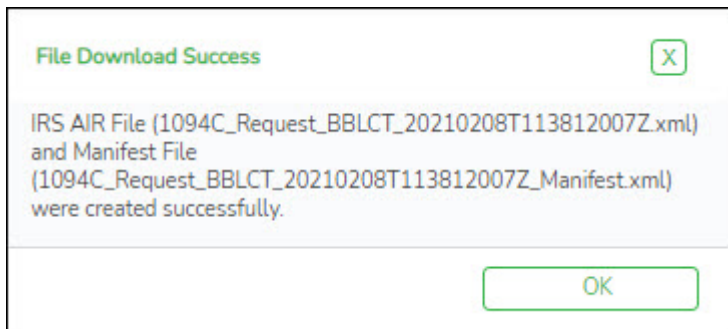 File Download Success
X
IRS AIR File (1094C_Request_BBLCT_20210208T113812007Z.xml)
and Manifest File
(1094C_Request_BBLCT_20210208T113812007Z_Manifest.xml)
were created successfully.
OK